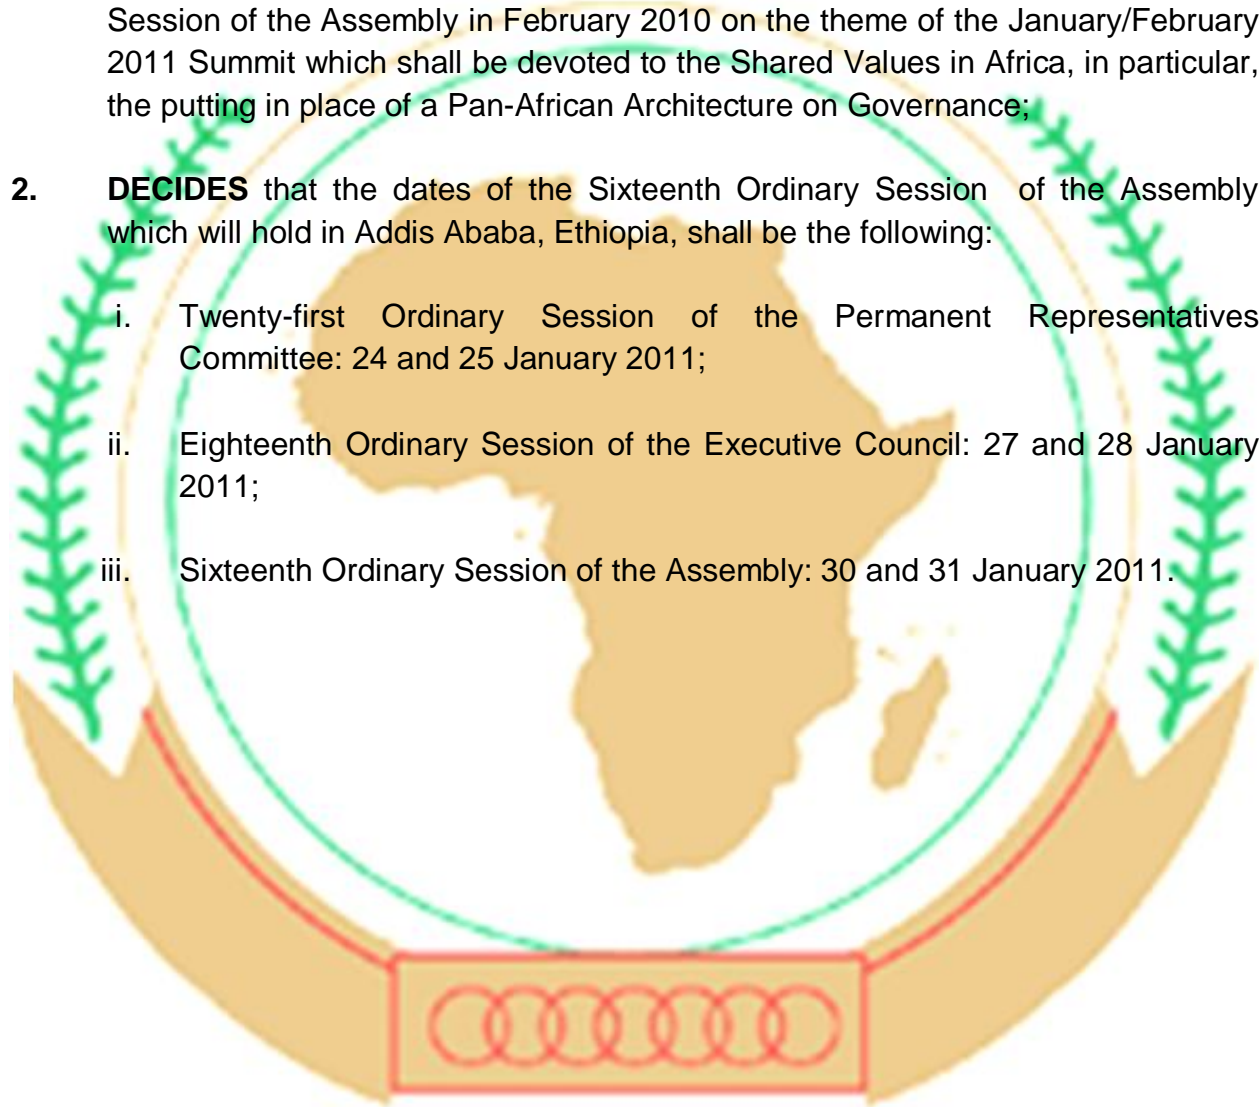 Session of the Assembly in February 2010 on the theme of the January/February
2011 Summit which shall be devoted to the Shared Values in Africa, in particular,
the putting in place of a Pan-African Architecture on Governance;
2. DECIDES that the dates of the Sixteenth Ordinary Session of the Assembly
which will hold in Addis Ababa, Ethiopia, shall be the following:
i. Twenty-first Ordinary Session of the Permanent Representatives
Committee: 24 and 25 January 2011;
ii. Eighteenth Ordinary Session of the Executive Council: 27 and 28 January
2011;
iii. Sixteenth Ordinary Session of the Assembly: 30 and 31 January 2011.